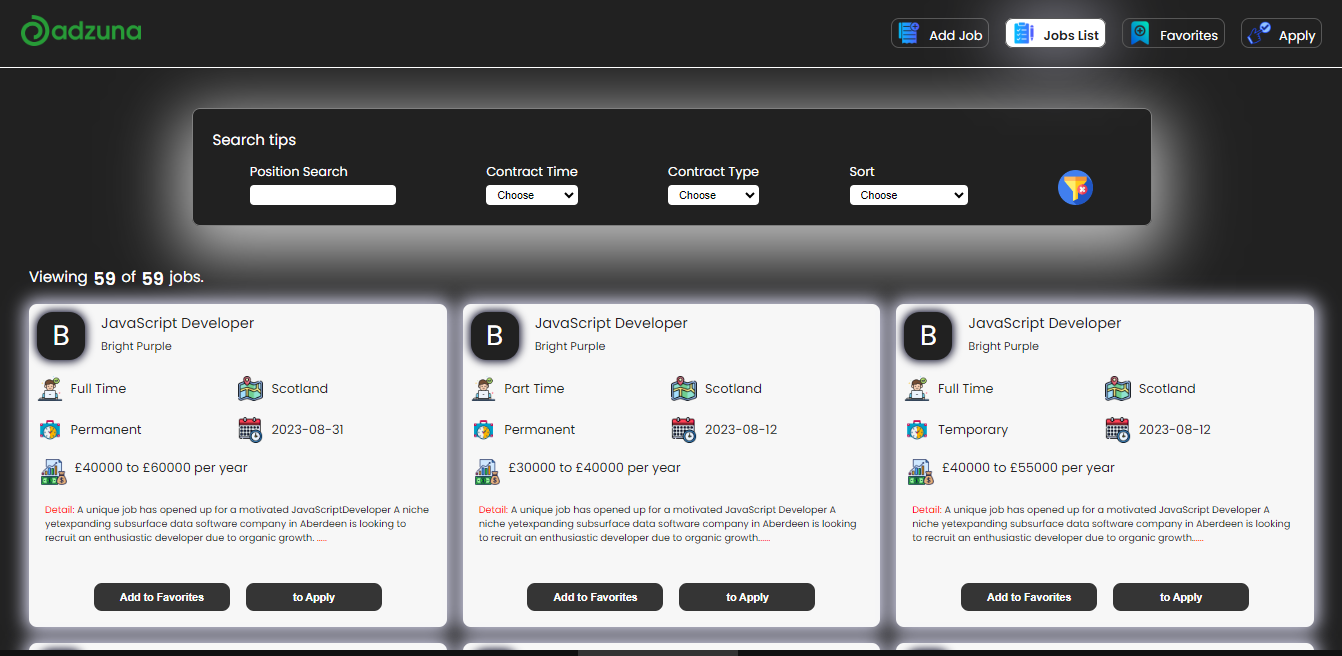 adzuna
Add Job
Jobs List
Favorites
Apply
Search tips
Position Search
Contract Time
Contract Type
Sort
Choose
Choose
Choose
Viewing 59 of 59 jobs.
B
JavaScript Developer
Bright Purple
Full Time
Scotland
Permanent
2023-08-31
£40000 to £60000 per year
Detail: A unique job has opened up for a motivated JavaScriptDeveloper A niche
yetexpanding subsurface data software company in Aberdeen is looking to
recruit an enthusiastic developer due to organic growth. .....
Add to Favorites
to Apply
B
JavaScript Developer
Bright Purple
Part Time
Scotland
Permanent
2023-08-12
£30000 to £40000 per year
Detail: A unique job has opened up for a motivated JavaScript Developer A
niche yetexpanding subsurface data software company in Aberdeen is looking
to recruit an enthusiastic developer due to organic growth......
Add to Favorites
to Apply
B
JavaScript Developer
Bright Purple
Full Time
Scotland
Temporary
2023-08-12
£40000 to £55000 per year
Detail: A unique job has opened up for a motivated JavaScript Developer A
niche yetexpanding subsurface data software company in Aberdeen is looking
to recruit an enthusiastic developer due to organic growth......
Add to Favorites
to Apply